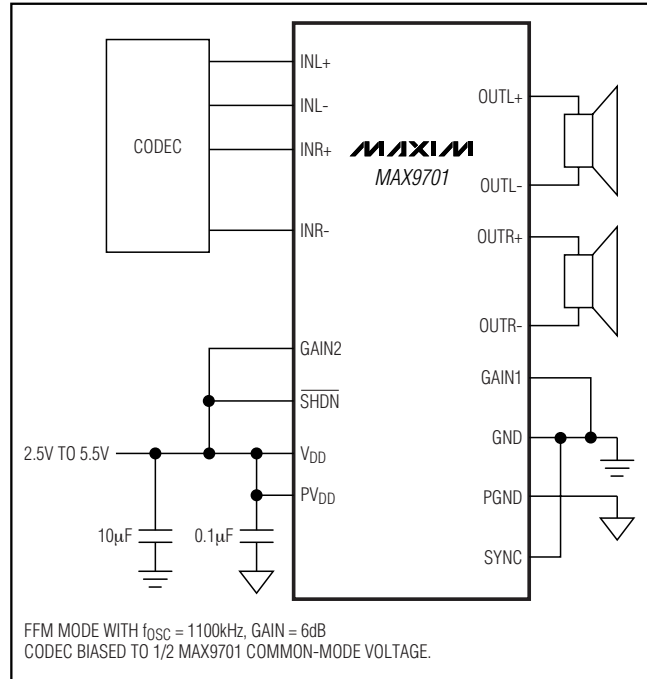 CODEC
INL+
INL-
INR+
INR-
MAXIM
MAX9701
OUTL+
OUTL-
OUTR+
OUTR-
GAIN2
SHDN
2.5V TO 5.5V
VDD
PVDD
10μF
0.1μF
GAIN1
GND
PGND
SYNC
FFM MODE WITH fOSC = 1100kHz, GAIN = 6dB
CODEC BIASED TO 1/2 MAX9701 COMMON-MODE VOLTAGE.